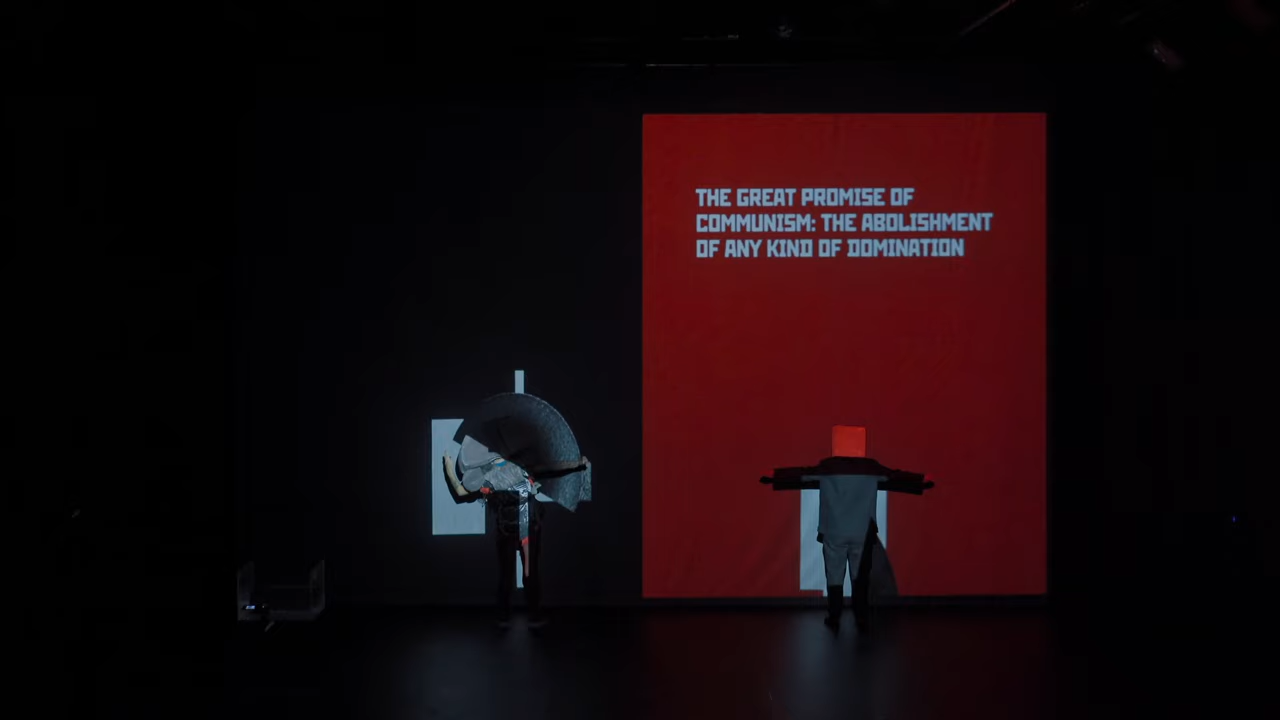 THE GREAT PROMISE OF
COMMUNISM: THE ABOLISHMENT
OF ANY KIND OF DOMINATION